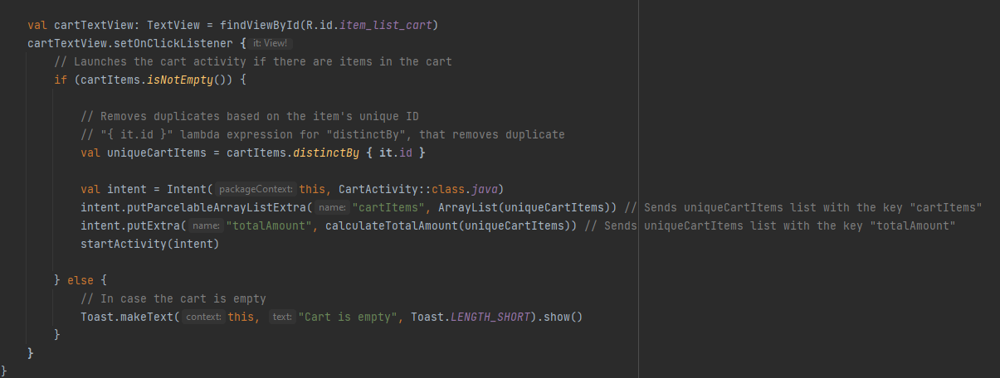 val cartTextView: TextView = findViewById(R.id.item_list_cart)
cartTextView.setOnClickListener { it: View!
// Launches the cart activity if there are items in the cart
if (cartItems.isNotEmpty()) {
// Removes duplicates based on the item's unique ID
// "{ it.id }" lambda expression for "distinctBy", that removes duplicate
val uniqueCartItems = cartItems.distinctBy { it.id }
val intent = Intent( packageContext: this, CartActivity::class.java)
intent.putParcelableArrayListExtra( name: "cartItems", ArrayList(uniqueCartItems)) // Sends uniqueCartItems list with the key "cartItems"
intent.putExtra( name: "totalAmount", calculateTotalAmount(uniqueCartItems)) // Sends uniqueCartItems list with the key "totalAmount"
startActivity(intent)
} else {
// In case the cart is empty
Toast.makeText( context: this, text: "Cart is empty", Toast.LENGTH_SHORT).show()
}
}
}